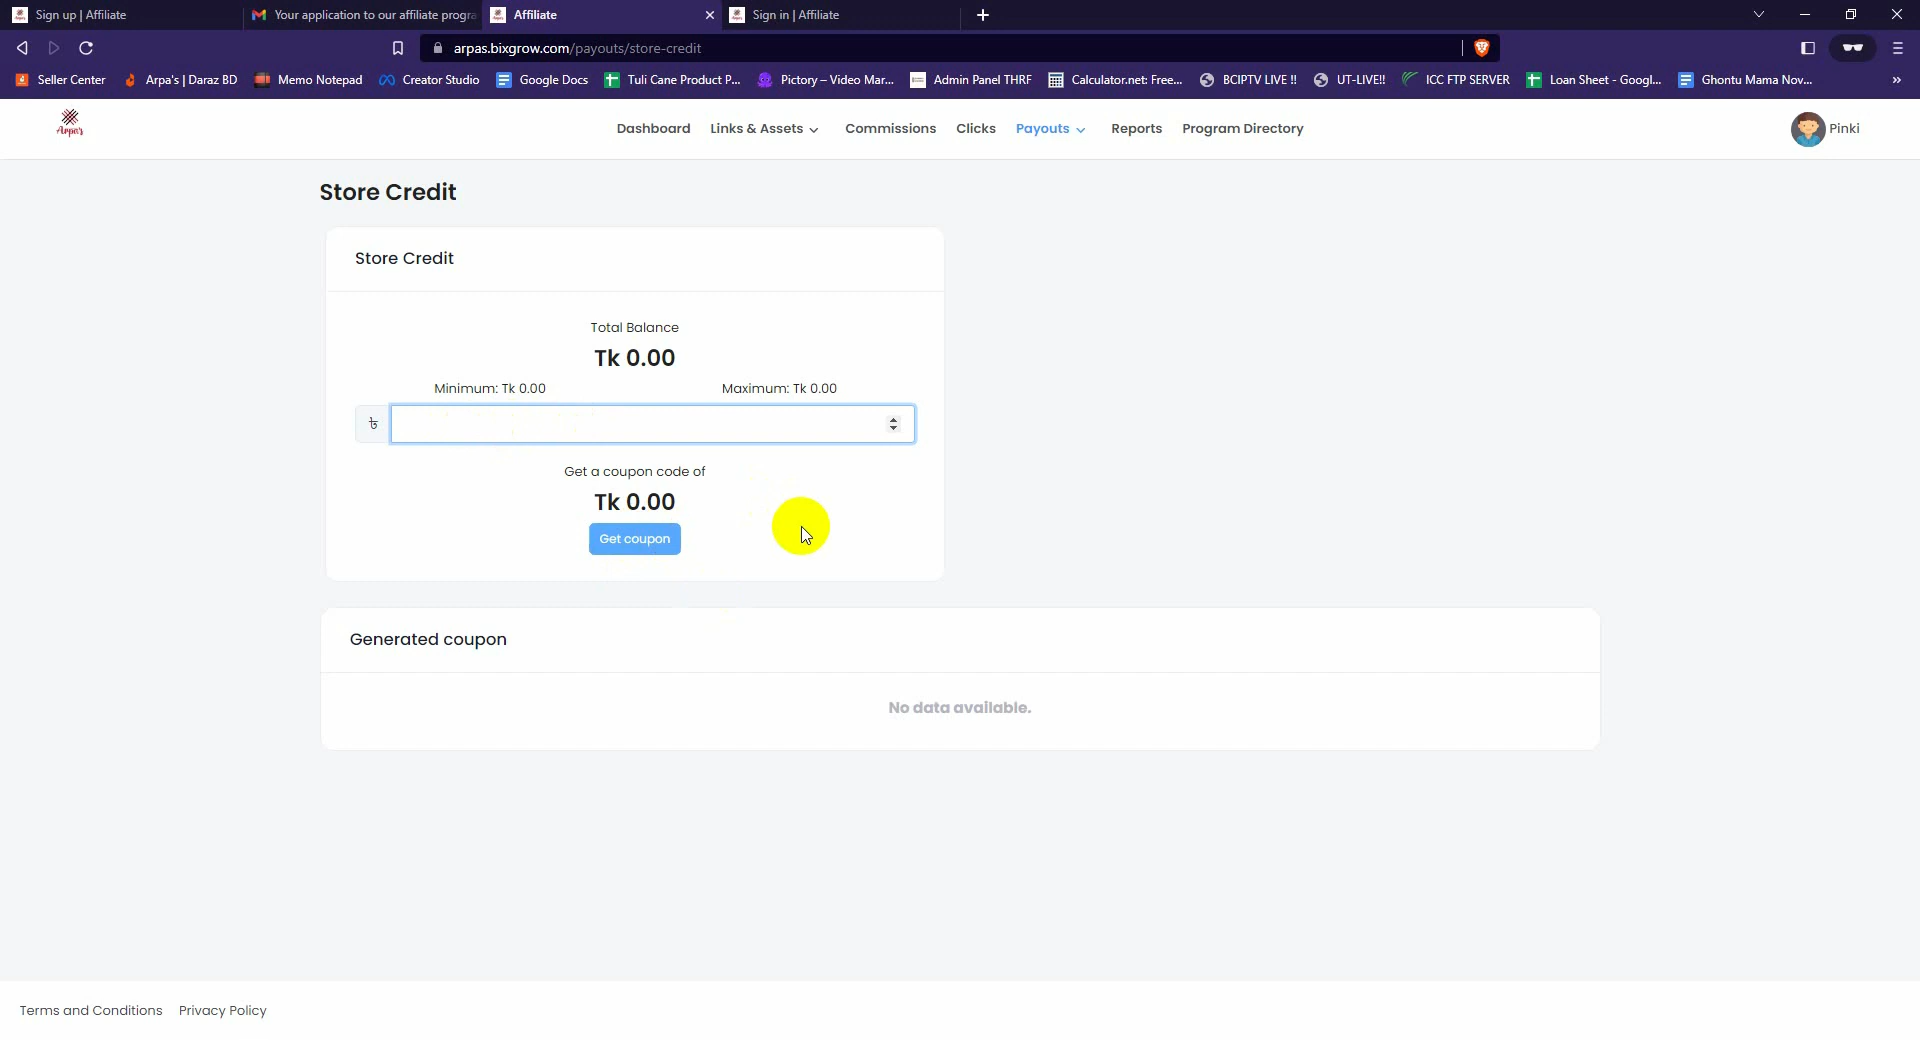 Sign up | Affiliate
Your application to our affiliate progra
Affiliate
Sign in | Affiliate
arpas.bixgrow.com/payouts/store-credit
Seller Center
Arpa's | Daraz BD
Memo Notepad
Creator Studio
Google Docs
Tuli Cane Product P...
Pictory – Video Mar...
Admin Panel THRF
Calculator.net: Free...
BCIPTV LIVE !!
UT-LIVE!!
ICC FTP SERVER
Loan Sheet - Googl...
Ghontu Mama Nov...
Arpa's
Dashboard
Links & Assets
Commissions
Clicks
Payouts
Reports
Program Directory
Pinki
Store Credit
Store Credit
Total Balance
Tk 0.00
Minimum: Tk 0.00
Maximum: Tk 0.00
৳
Get a coupon code of
Tk 0.00
Get coupon
Generated coupon
No data available.
Terms and Conditions
Privacy Policy